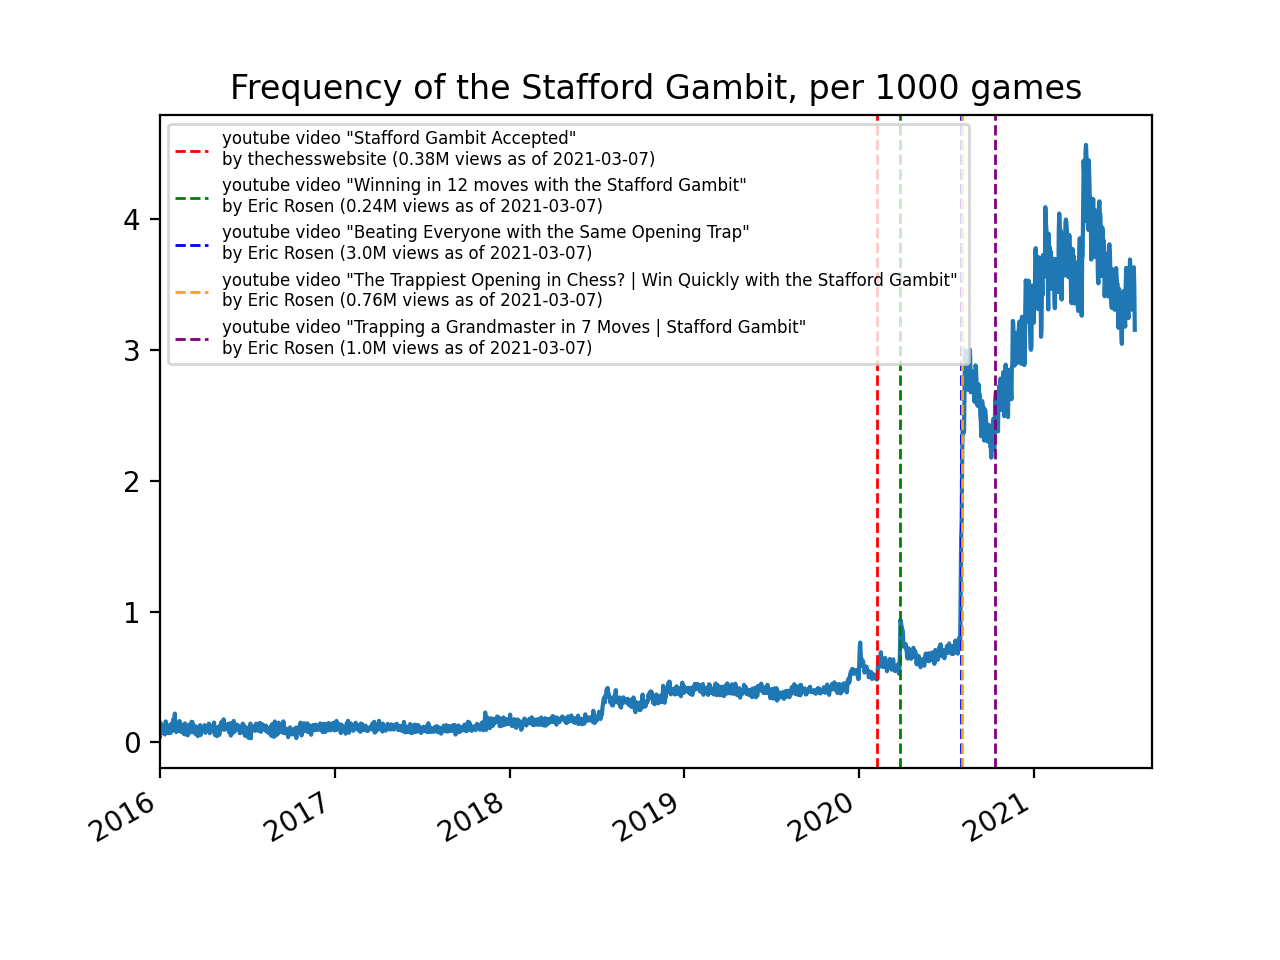 Frequency of the Stafford Gambit, per 1000 games
youtube video "Stafford Gambit Accepted"
by thechesswebsite (0.38M views as of 2021-03-07)
youtube video "Winning in 12 moves with the Stafford Gambit"
by Eric Rosen (0.24M views as of 2021-03-07)
youtube video "Beating Everyone with the Same Opening Trap"
by Eric Rosen (3.0M views as of 2021-03-07)
youtube video "The Trappiest Opening in Chess? | Win Quickly with the Stafford Gambit"
by Eric Rosen (0.76M views as of 2021-03-07)
youtube video "Trapping a Grandmaster in 7 Moves | Stafford Gambit"
by Eric Rosen (1.0M views as of 2021-03-07)
4
3
2
1
0
2016
2017
2018
2019
2020
2021